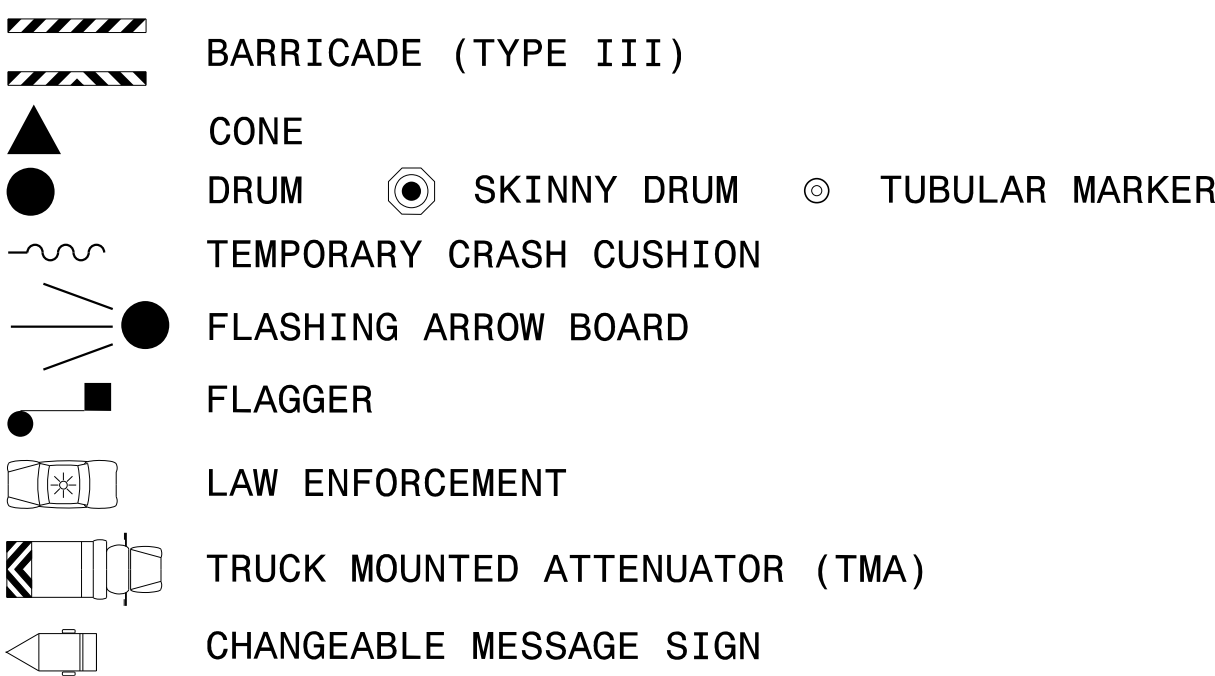 BARRICADE (TYPE III)
CONE
DRUM SKINNY DRUM TUBULAR MARKER
TEMPORARY CRASH CUSHION
FLASHING ARROW BOARD
FLAGGER
LAW ENFORCEMENT
TRUCK MOUNTED ATTENUATOR (TMA)
CHANGEABLE MESSAGE SIGN